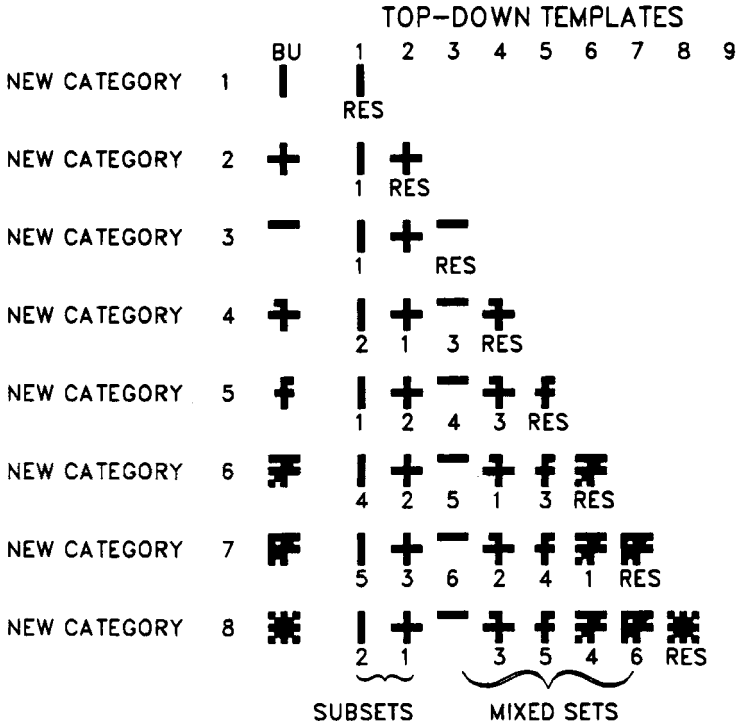 TOP-DOWN TEMPLATES
BU 1 2 3 4 5 6 7 8 9
NEW CATEGORY 1
RES
NEW CATEGORY 2
1 RES
NEW CATEGORY 3
1 RES
NEW CATEGORY 4
2 1 3 RES
NEW CATEGORY 5
1 2 4 3 RES
NEW CATEGORY 6
4 2 5 1 3 RES
NEW CATEGORY 7
5 3 6 2 4 1 RES
NEW CATEGORY 8
2 1 3 5 4 6 RES
SUBSETS MIXED SETS